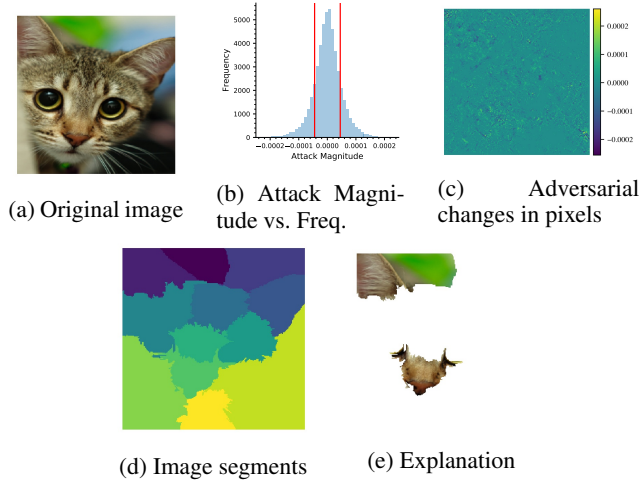 5000
4000
3000
2000
1000
0
Frequency
−0.0002−0.0001 0.0000 0.0001 0.0002
Attack Magnitude
0.0002
0.0001
0.0000
−0.0001
−0.0002
(a) Original image
(b) Attack Magni-
tude vs. Freq.
(c) Adversarial
changes in pixels
(d) Image segments
(e) Explanation